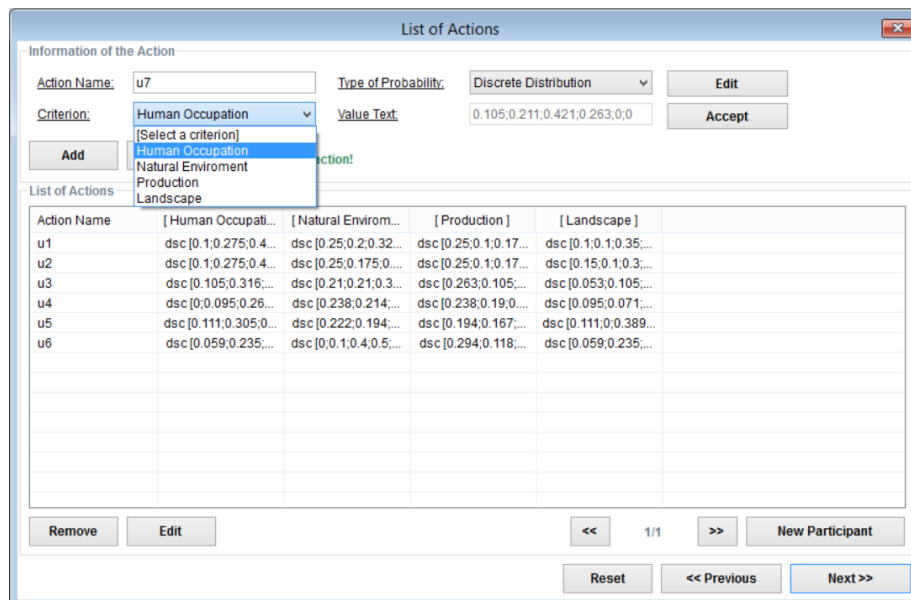 List of Actions
Information of the Action
Action Name: u7 Type of Probability: Discrete Distribution Edit
Criterion: Human Occupation Value Text: 0.105;0.211;0.421;0.263;0;0 Accept
[Select a criterion]
Add Human Occupation ction!
Natural Enviroment
Production
List of Actions
Landscape
Action Name [ Human Occupati... [ Natural Envirom... [ Production ] [ Landscape ]
u1 dsc [0.1;0.275;0.4... dsc [0.25;0.2;0.32... dsc [0.25;0.1;0.17... dsc [0.1;0.1;0.35;...
u2 dsc [0.1;0.275;0.4... dsc [0.25;0.175;0.... dsc [0.25;0.1;0.17... dsc [0.15;0.1;0.3;...
u3 dsc [0.105;0.316;... dsc [0.21;0.21;0.3... dsc [0.263;0.105;... dsc [0.053;0.105;...
u4 dsc [0;0.095;0.26... dsc [0.238;0.214;... dsc [0.238;0.19;0.... dsc [0.095;0.071;...
u5 dsc [0.111;0.305;0... dsc [0.222;0.194;... dsc [0.194;0.167;... dsc [0.111;0;0.389...
u6 dsc [0.059;0.235;... dsc [0;0.1;0.4;0.5;... dsc [0.294;0.118;... dsc [0.059;0.235;...
Remove Edit << 1/1 >> New Participant
Reset << Previous Next >>